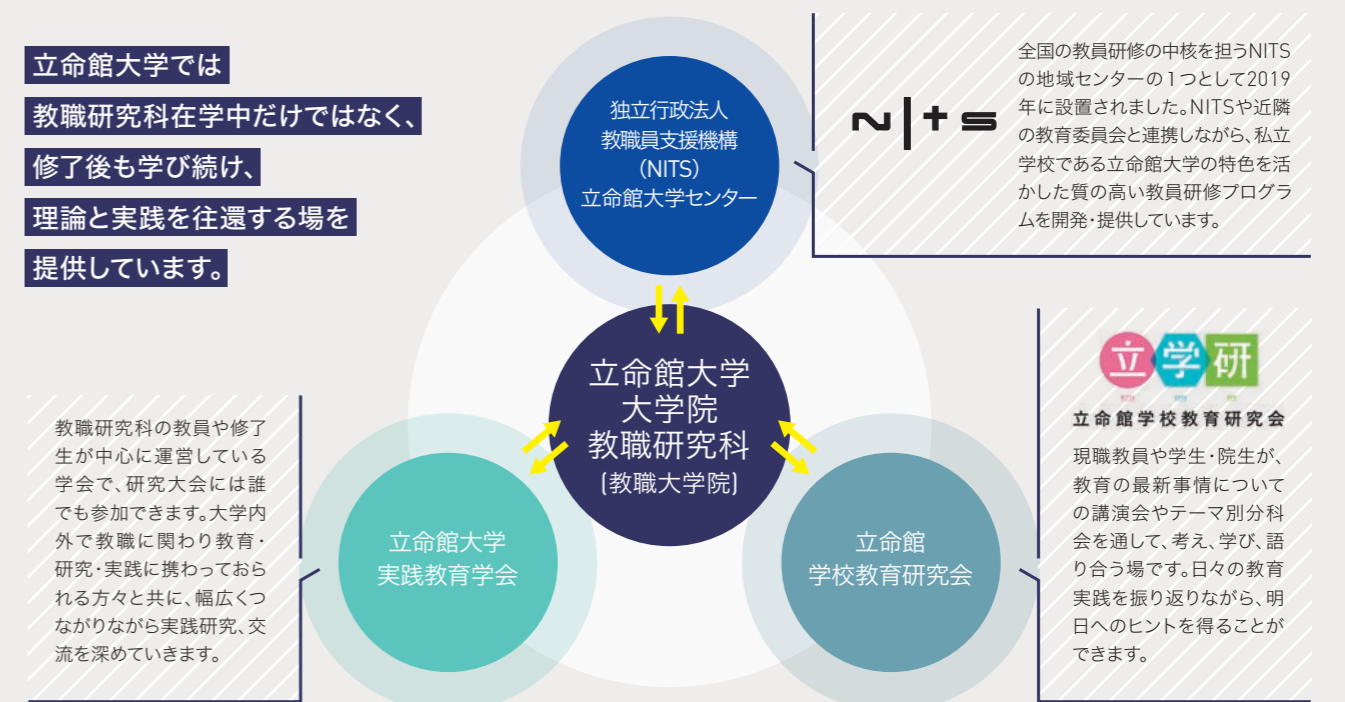 立命館大学では
教職研究科在学中だけではなく、
修了後も学び続け、
理論と実践を往還する場を
提供しています。
独立行政法人
教職員支援機構
（NITS）
立命館大学センター
NITS
全国の教員研修の中核を担うNITS
の地域センターの1つとして2019
年に設置されました。NITSや近隣
の教育委員会と連携しながら、私立
学校である立命館大学の特色を活
かした質の高い教員研修プログラ
ムを開発・提供しています。
立命館大学
大学院
教職研究科
［教職大学院］
教職研究科の教員や修了
生が中心に運営している
学会で、研究大会には誰
でも参加できます。大学内
外で教職に関わり教育・
研究・実践に携わっておら
れる方々と共に、幅広くつ
ながりながら実践研究、交
流を深めていきます。
立命館大学
実践教育学会
立命館
学校教育研究会
立学研
立命館学校教育研究会
現職教員や学生・院生が、
教育の最新事情について
の講演会やテーマ別分科
会を通して、考え、学び、語
り合う場です。日々の教育
実践を振り返りながら、明
日へのヒントを得ることが
できます。